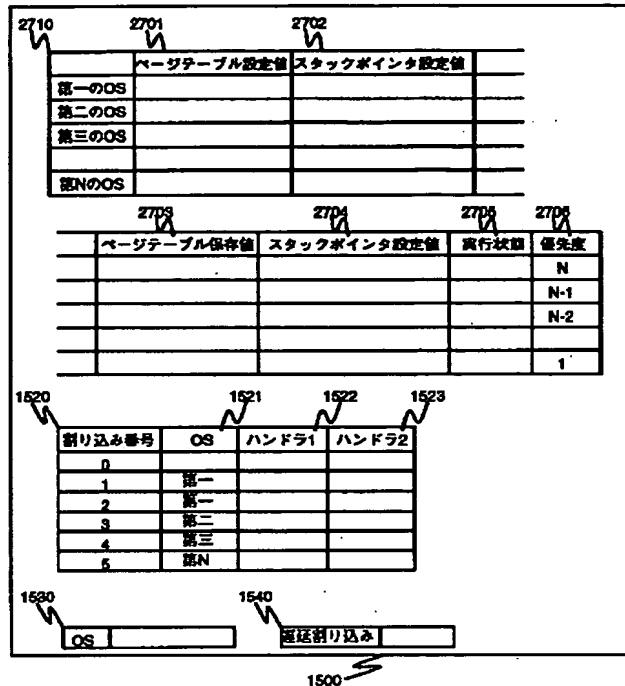 2710 2701 2702
ページテーブル設定値 スタックポインタ設定値
第一のOS
第二のOS
第三のOS
第NのOS
2703 2704 2705 2706
ページテーブル保存値 スタックポインタ設定値 実行状態 優先度
N
N-1
N-2
1
1520 1521 1522 1523
割り込み番号 OS ハンドラ1 ハンドラ2
0
1 第一
2 第一
3 第二
4 第三
5 第N
1530 1540
OS 遅延割り込み
1500